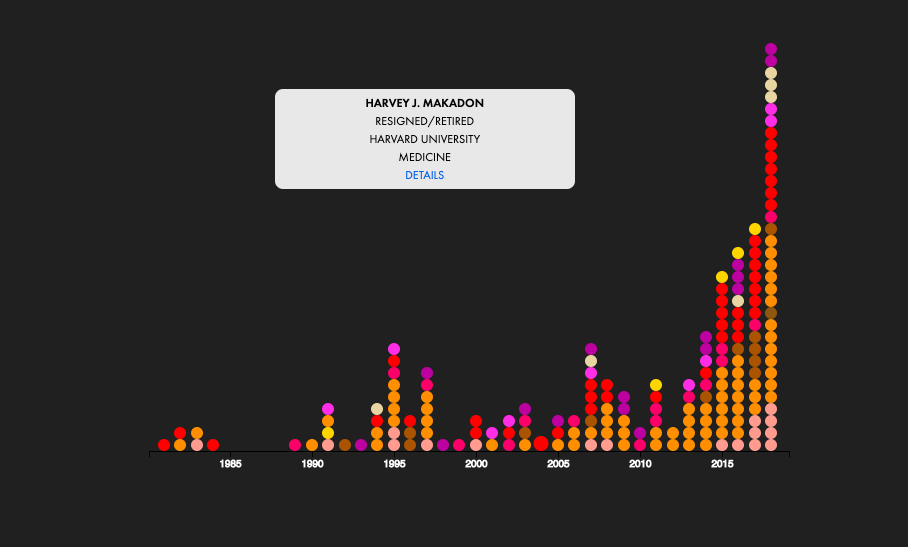 HARVEY J. MAKADON
RESIGNED/RETIRED
HARVARD UNIVERSITY
MEDICINE
DETAILS
1985 1990 1995 2000 2005 2010 2015